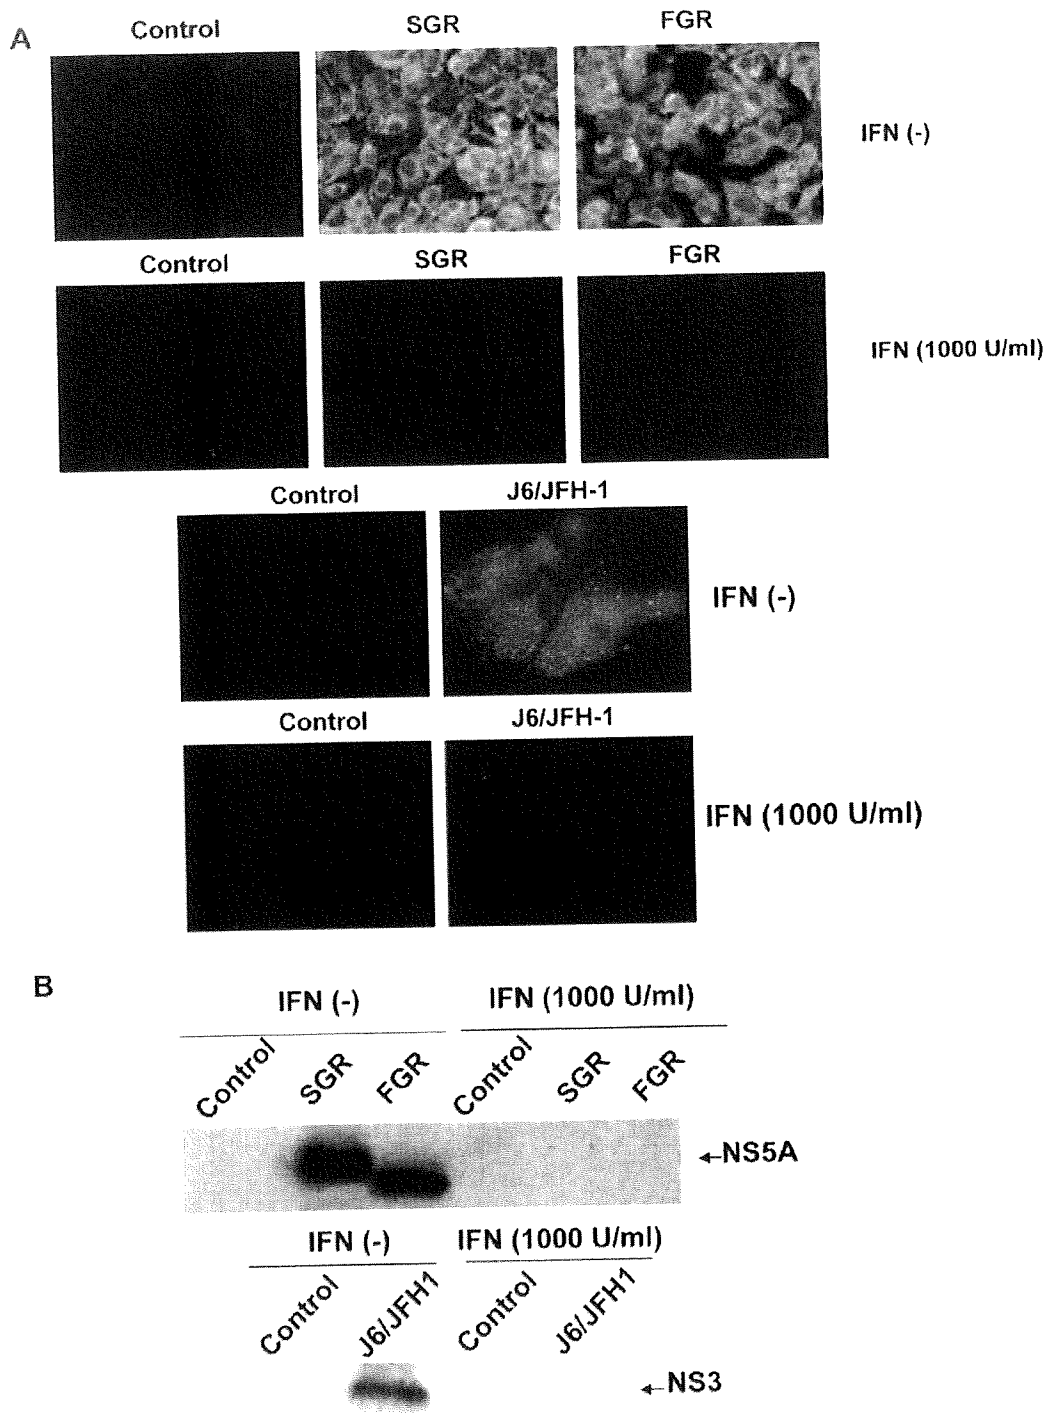 A
Control SGR FGR
IFN (-)
Control SGR FGR
IFN (1000 U/ml)
Control J6/JFH-1
IFN (-)
Control J6/JFH-1
IFN (1000 U/ml)
B
IFN (-) IFN (1000 U/ml)
Control SGR FGR Control SGR FGR
←NS5A
IFN (-) IFN (1000 U/ml)
Control J6/JFH1 Control J6/JFH1
←NS3